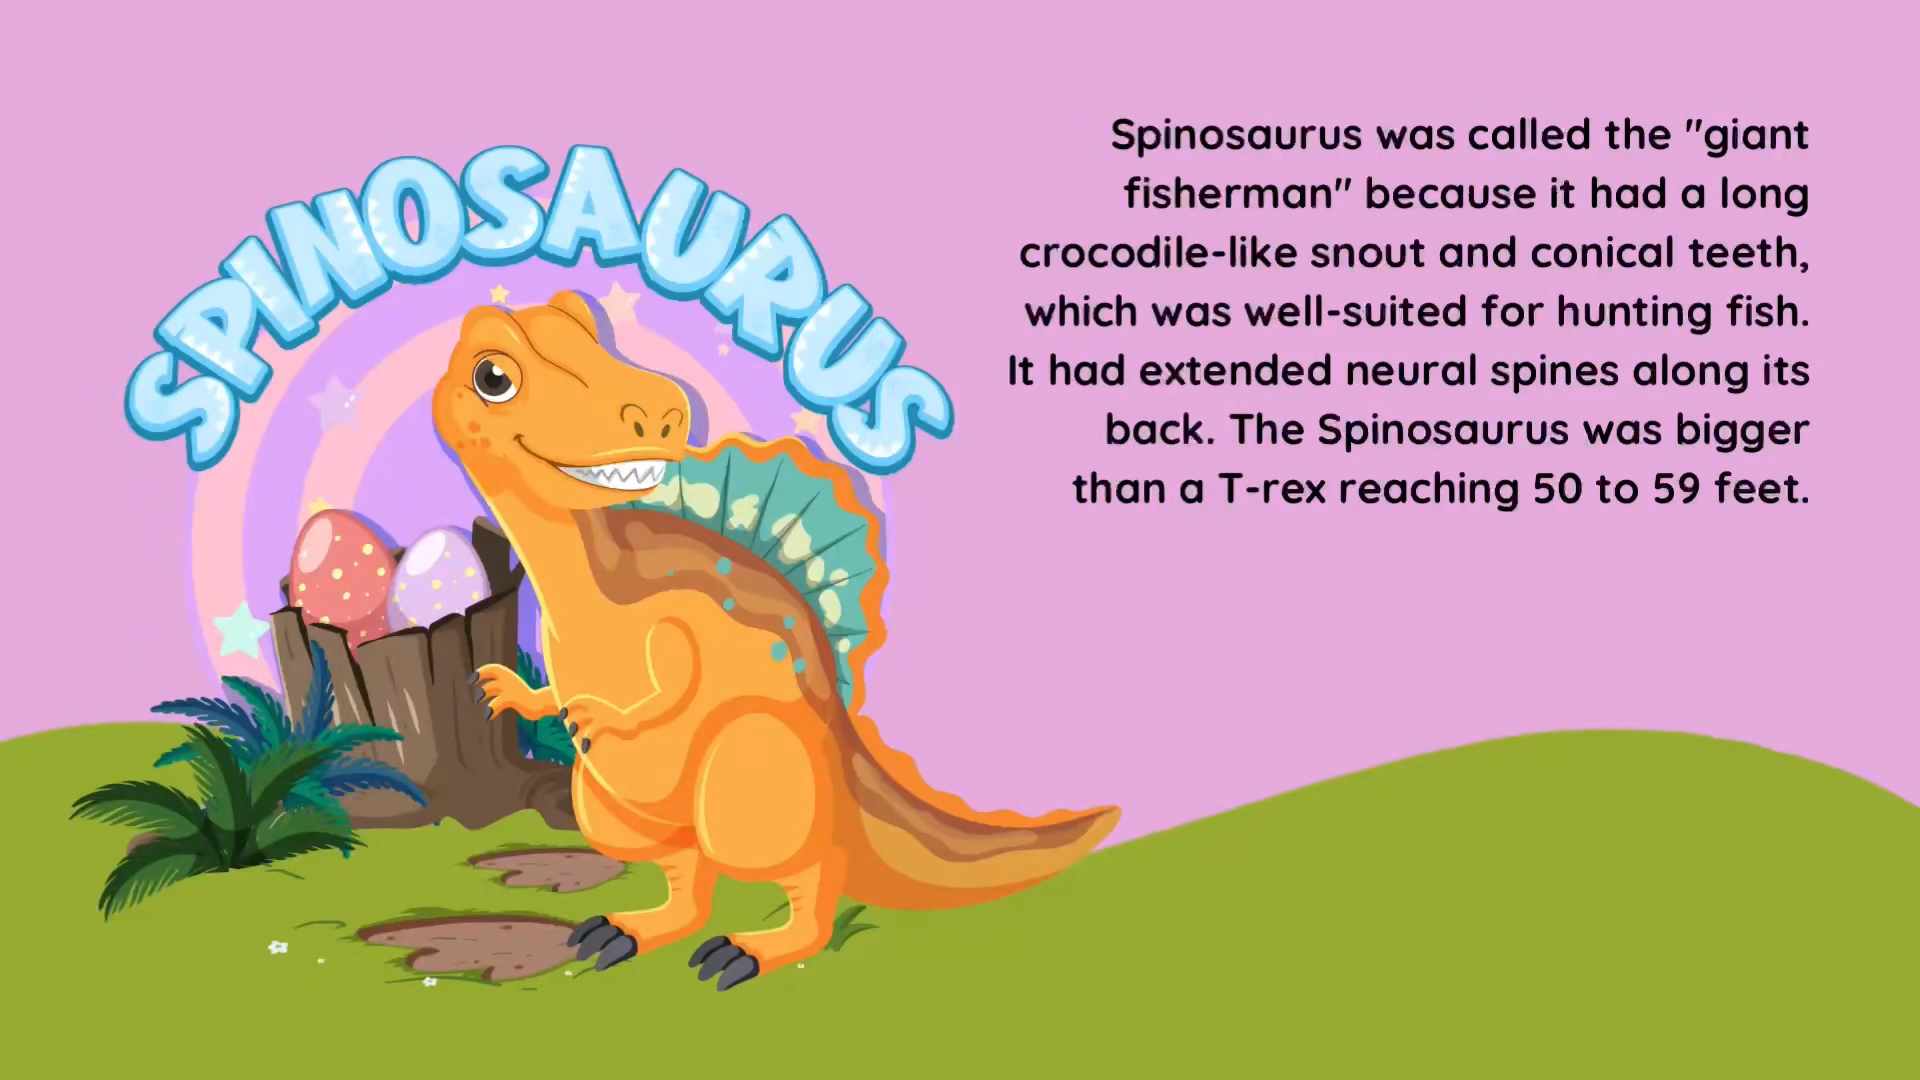 SPINOSAURUS
Spinosaurus was called the "giant
fisherman" because it had a long
crocodile-like snout and conical teeth,
which was well-suited for hunting fish.
It had extended neural spines along its
back. The Spinosaurus was bigger
than a T-rex reaching 50 to 59 feet.